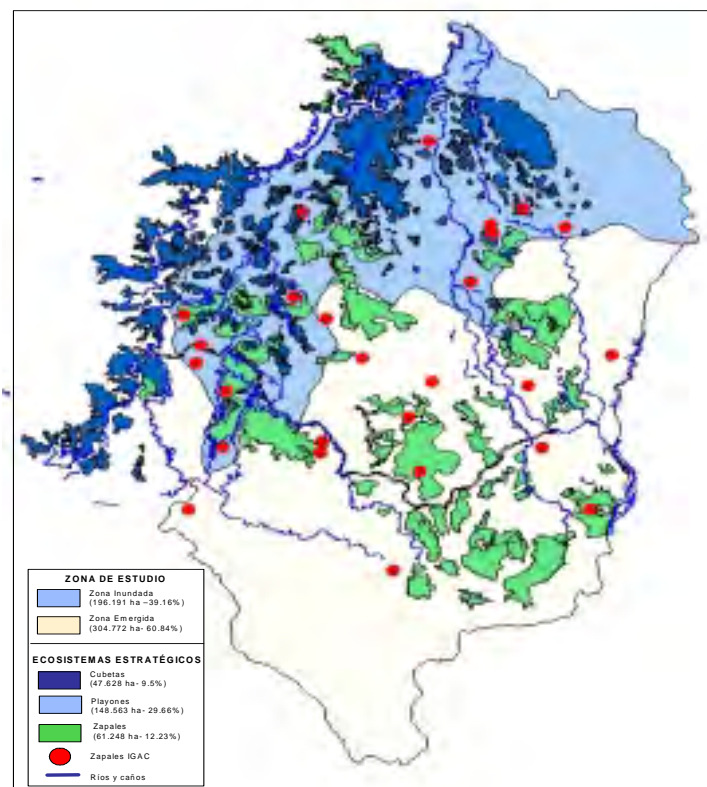 ZONA DE ESTUDIO
Zona Inundada
(196.191 ha –39.16%)
Zona Emergida
(304.772 ha- 60.84%)
ECOSISTEMAS ESTRATÉGICOS
Cubetas
(47.628 ha- 9.5%)
Playones
(148.563 ha- 29.66%)
Zapales
(61.248 ha- 12.23%)
Zapales IGAC
Ríos y caños